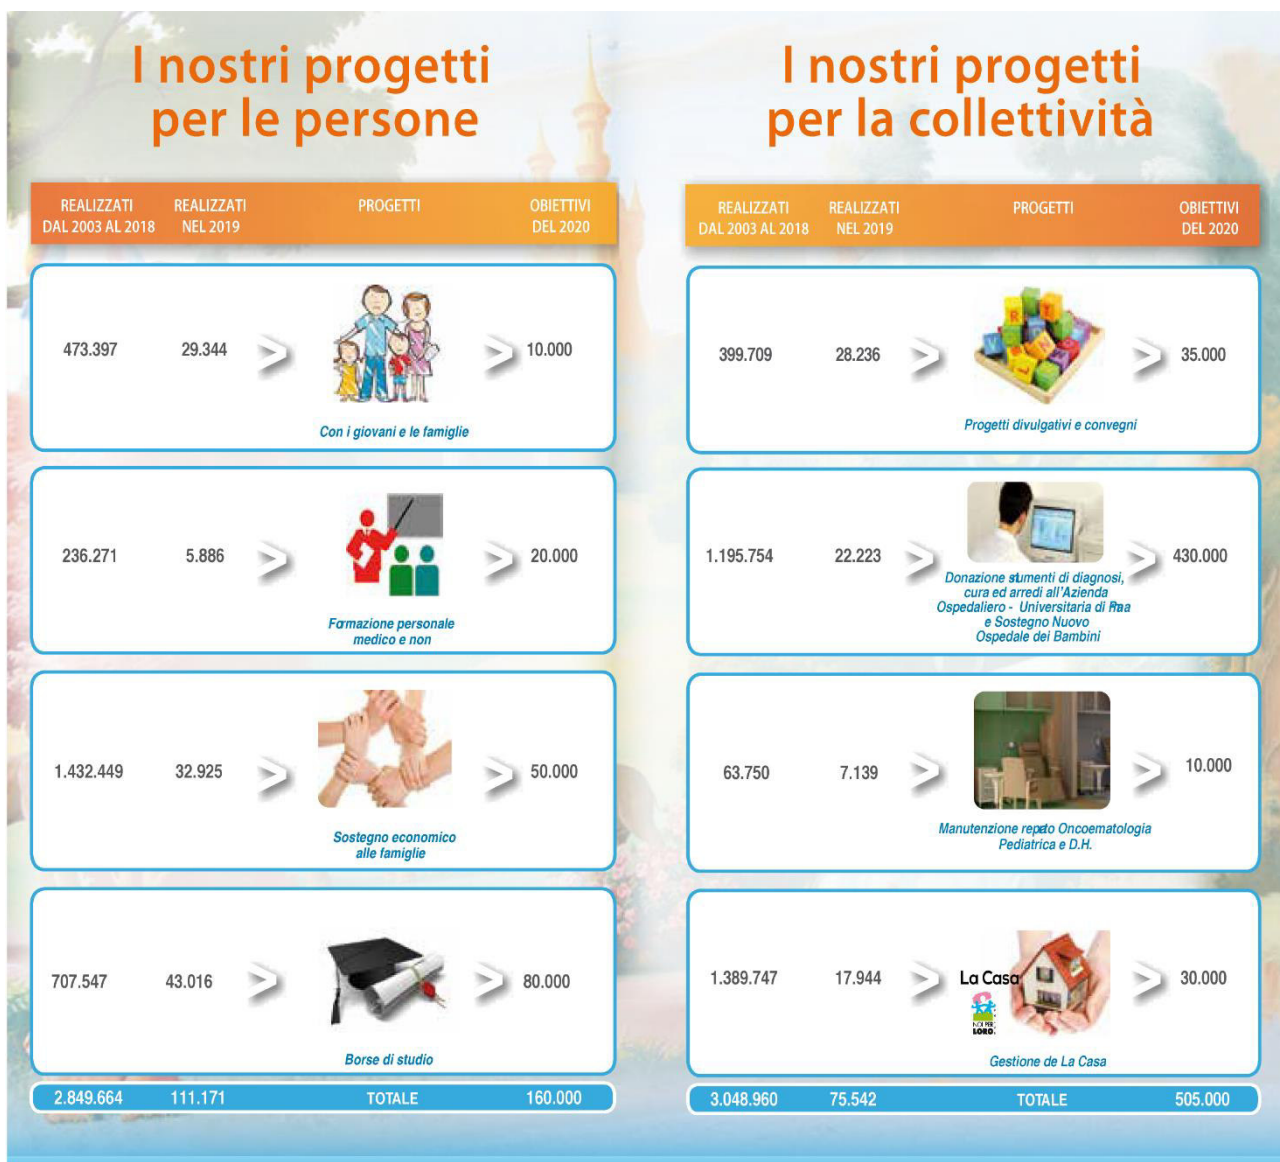 I nostri progetti
per le persone
REALIZZATI
DAL 2003 AL 2018
REALIZZATI
NEL 2019
PROGETTI
OBIETTIVI
DEL 2020
473.397
29.344
>
>
10.000
Con i giovani e le famiglie
236.271
5.886
>
>
20.000
Formazione personale
medico e non
1.432.449
32.925
>
>
50.000
Sostegno economico
alle famiglie
707.547
43.016
>
>
80.000
Borse di studio
2.849.664
111.171
TOTALE
160.000
I nostri progetti
per la collettività
REALIZZATI
DAL 2003 AL 2018
REALIZZATI
NEL 2019
PROGETTI
OBIETTIVI
DEL 2020
399.709
28.236
>
>
35.000
Progetti divulgativi e convegni
1.195.754
22.223
>
>
430.000
Donazione stumenti di diagnosi,
cura ed arredi all'Azienda
Ospedaliero - Universitaria di
e Sostegno Nuovo
Ospedale dei Bambini
63.750
7.139
>
>
10.000
Manutenzione Oncoematologia
Pediatrica e D.H.
1.389.747
17.944
>
La Casa
NOI PER
LORO
>
30.000
Gestione de La Casa
3.048.960
75.542
TOTALE
505.000